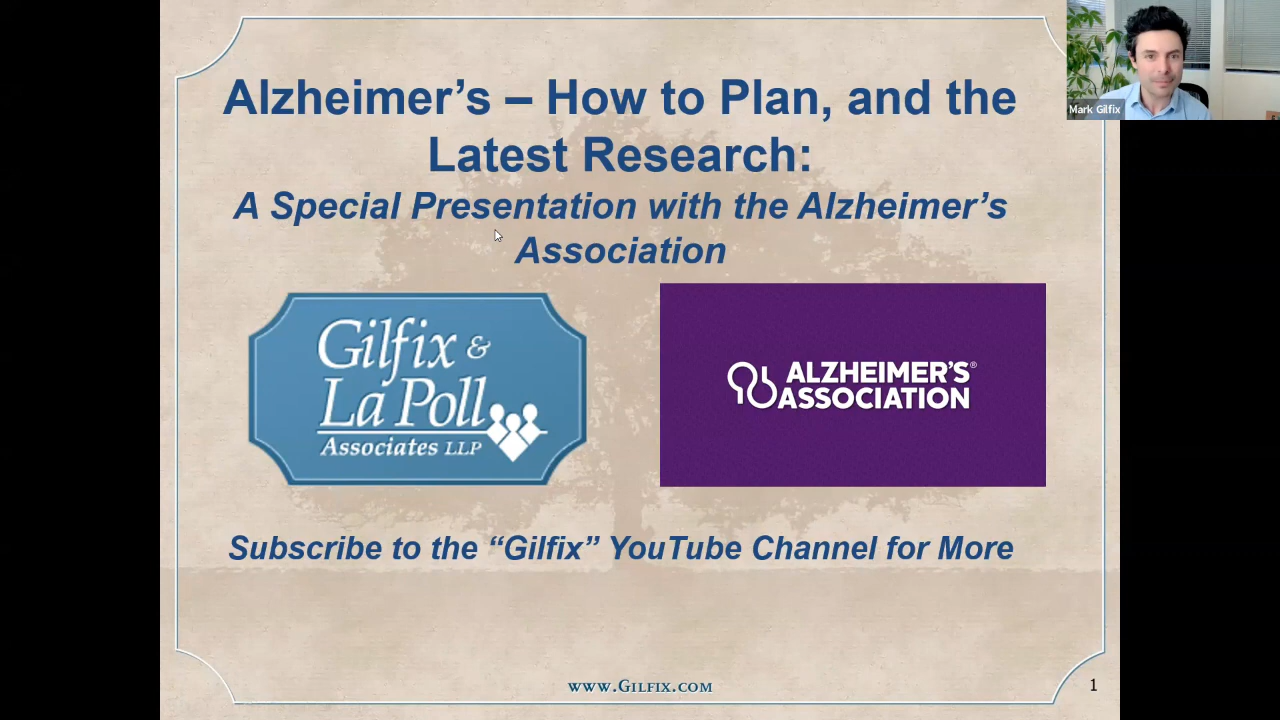 Alzheimer’s – How to Plan, and the
Latest Research:
A Special Presentation with the Alzheimer’s
Association
Gilfix &
La Poll
Associates LLP
ALZHEIMER’S®
ASSOCIATION
Subscribe to the “Gilfix” YouTube Channel for More
www.Gilfix.com
1
Mark Gilfix